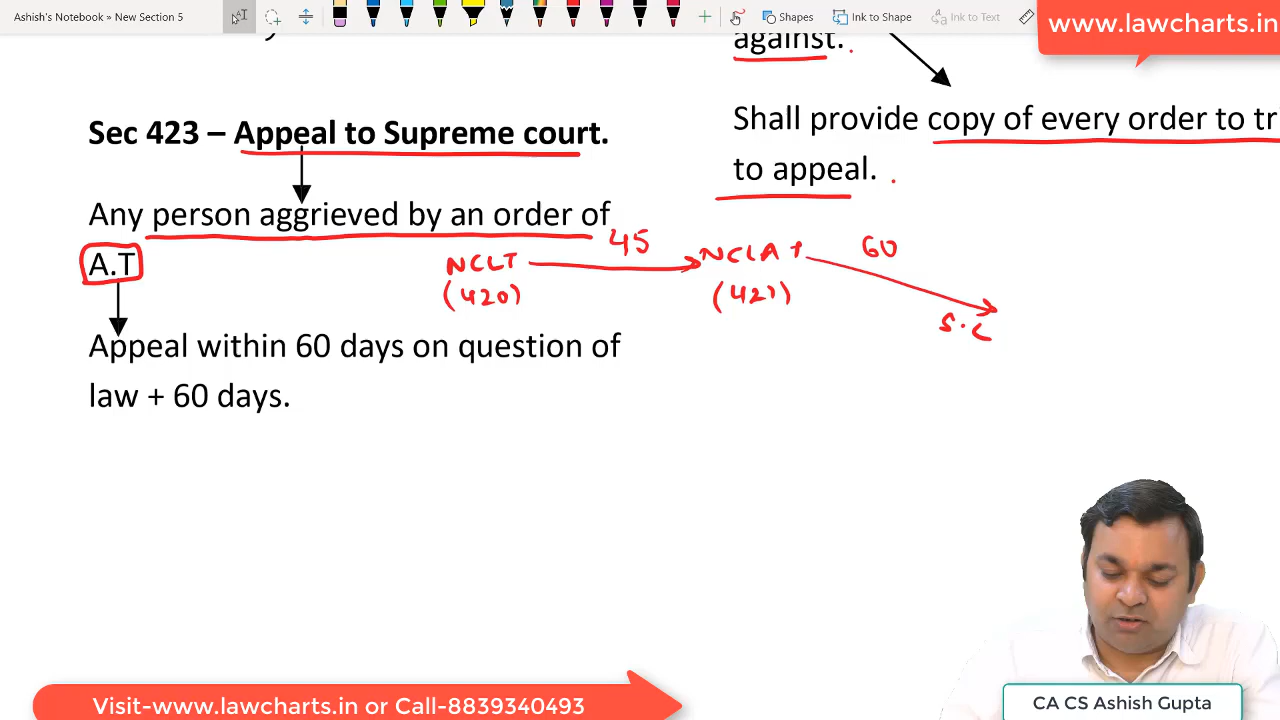 Ashish's Notebook » New Section 5
Shapes
Ink to Shape
Ink to Text
www.lawcharts.in
against.
Sec 423 – Appeal to Supreme court.
Shall provide copy of every order to tr
to appeal.
Any person aggrieved by an order of
A.T
45
60
NCLT
NCLAT
(420)
(421)
S.C
Appeal within 60 days on question of
law + 60 days.
Visit-www.lawcharts.in or Call-8839340493
CA CS Ashish Gupta